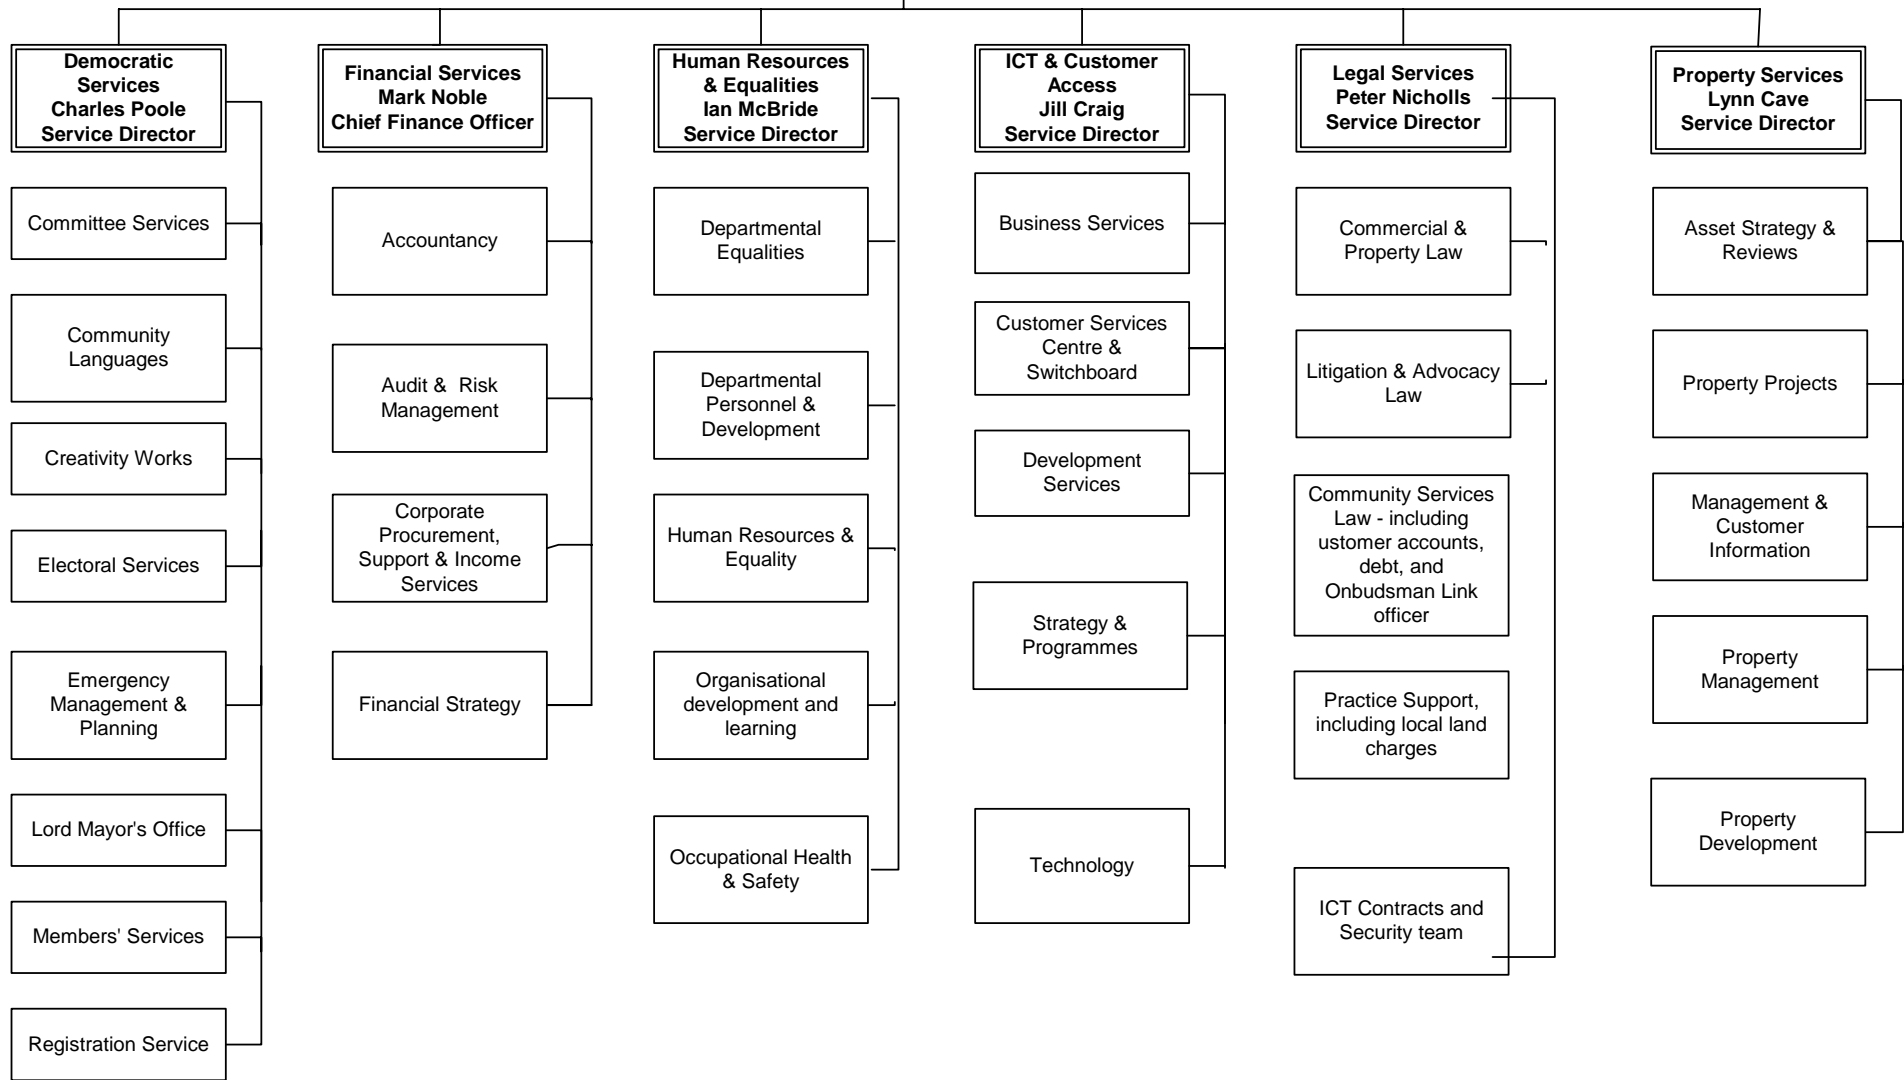 Democratic
Services
Charles Poole
Service Director
Committee Services
Community
Languages
Creativity Works
Electoral Services
Emergency
Management &
Planning
Lord Mayor's Office
Members' Services
Registration Service
Financial Services
Mark Noble
Chief Finance Officer
Accountancy
Audit & Risk
Management
Corporate
Procurement,
Support & Income
Services
Financial Strategy
Human Resources
& Equalities
Ian McBride
Service Director
Departmental
Equalities
Departmental
Personnel &
Development
Human Resources &
Equality
Organisational
development and
learning
Occupational Health
& Safety
ICT & Customer
Access
Jill Craig
Service Director
Business Services
Customer Services
Centre &
Switchboard
Development
Services
Strategy &
Programmes
Technology
Legal Services
Peter Nicholls
Service Director
Commercial &
Property Law
Litigation & Advocacy
Law
Community Services
Law - including
ustomer accounts,
debt, and
Onbudsman Link
officer
Practice Support,
including local land
charges
ICT Contracts and
Security team
Property Services
Lynn Cave
Service Director
Asset Strategy &
Reviews
Property Projects
Management &
Customer
Information
Property
Management
Property
Development